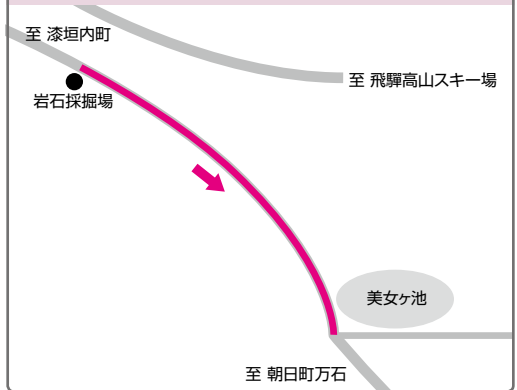 至 漆垣内町
至 飛騨高山スキー場
岩石採掘場
美女ヶ池
至 朝日町万石